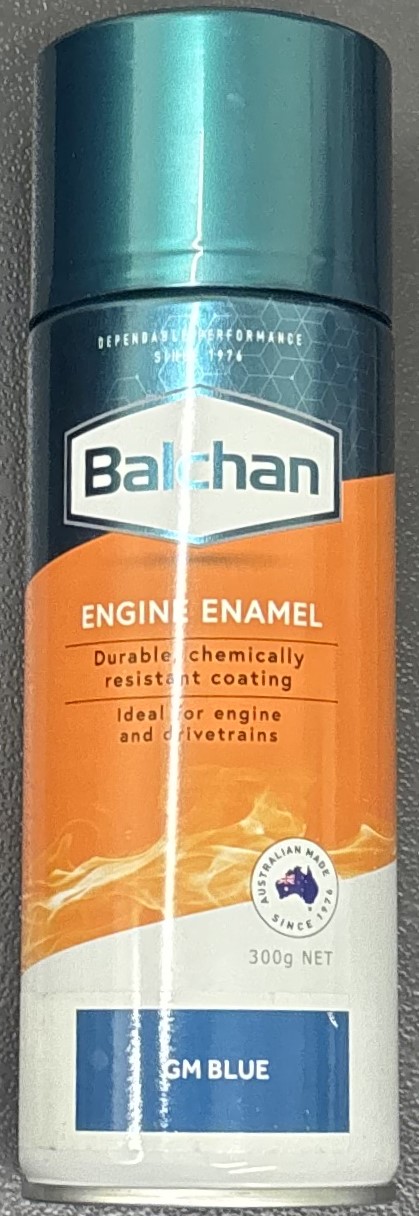 DEPENDABLE PERFORMANCE
SINCE 1976
Balchan
ENGINE ENAMEL
Durable, chemically
resistant coating
Ideal for engine
and drivetrains
AUSTRALIAN MADE
SINCE 1976
300g NET
GM BLUE